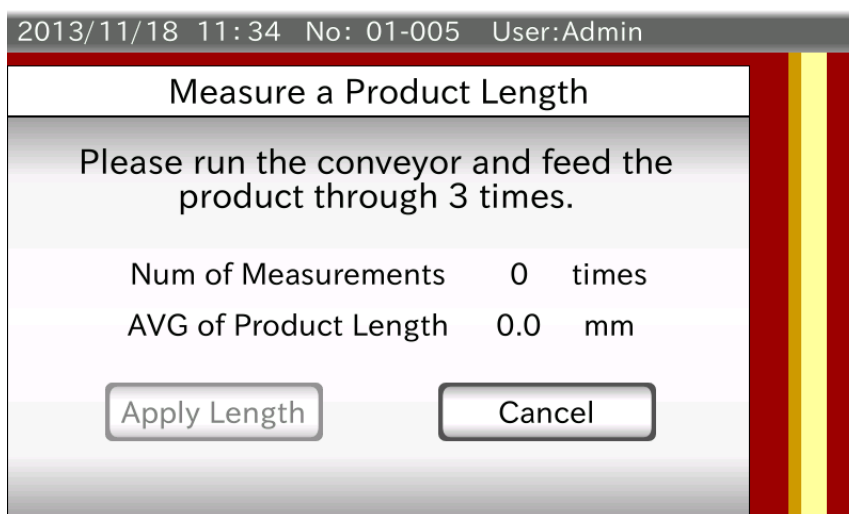 2013/11/18 11:34 No: 01-005 User:Admin
Measure a Product Length
Please run the conveyor and feed the
product through 3 times.
Num of Measurements 0 times
AVG of Product Length 0.0 mm
Apply Length Cancel